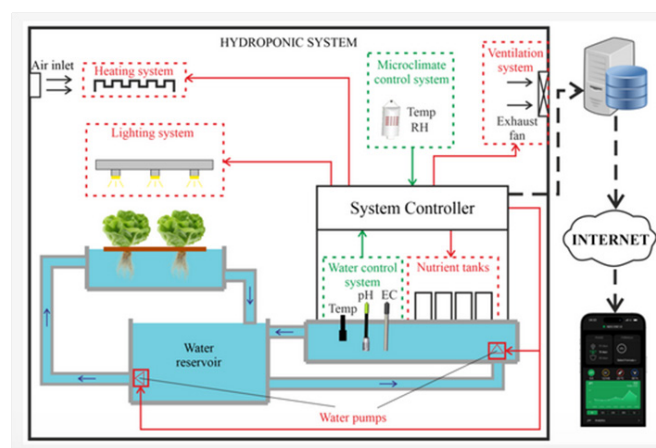 HYDROPONIC SYSTEM
Air inlet
Heating system
Microclimate
control system
Temp
RH
Ventilation
system
Exhaust
fan
Lighting system
System Controller
INTERNET
Water control
system
pH EC
Temp
Nutrient tanks
Water
reservoir
Water pumps